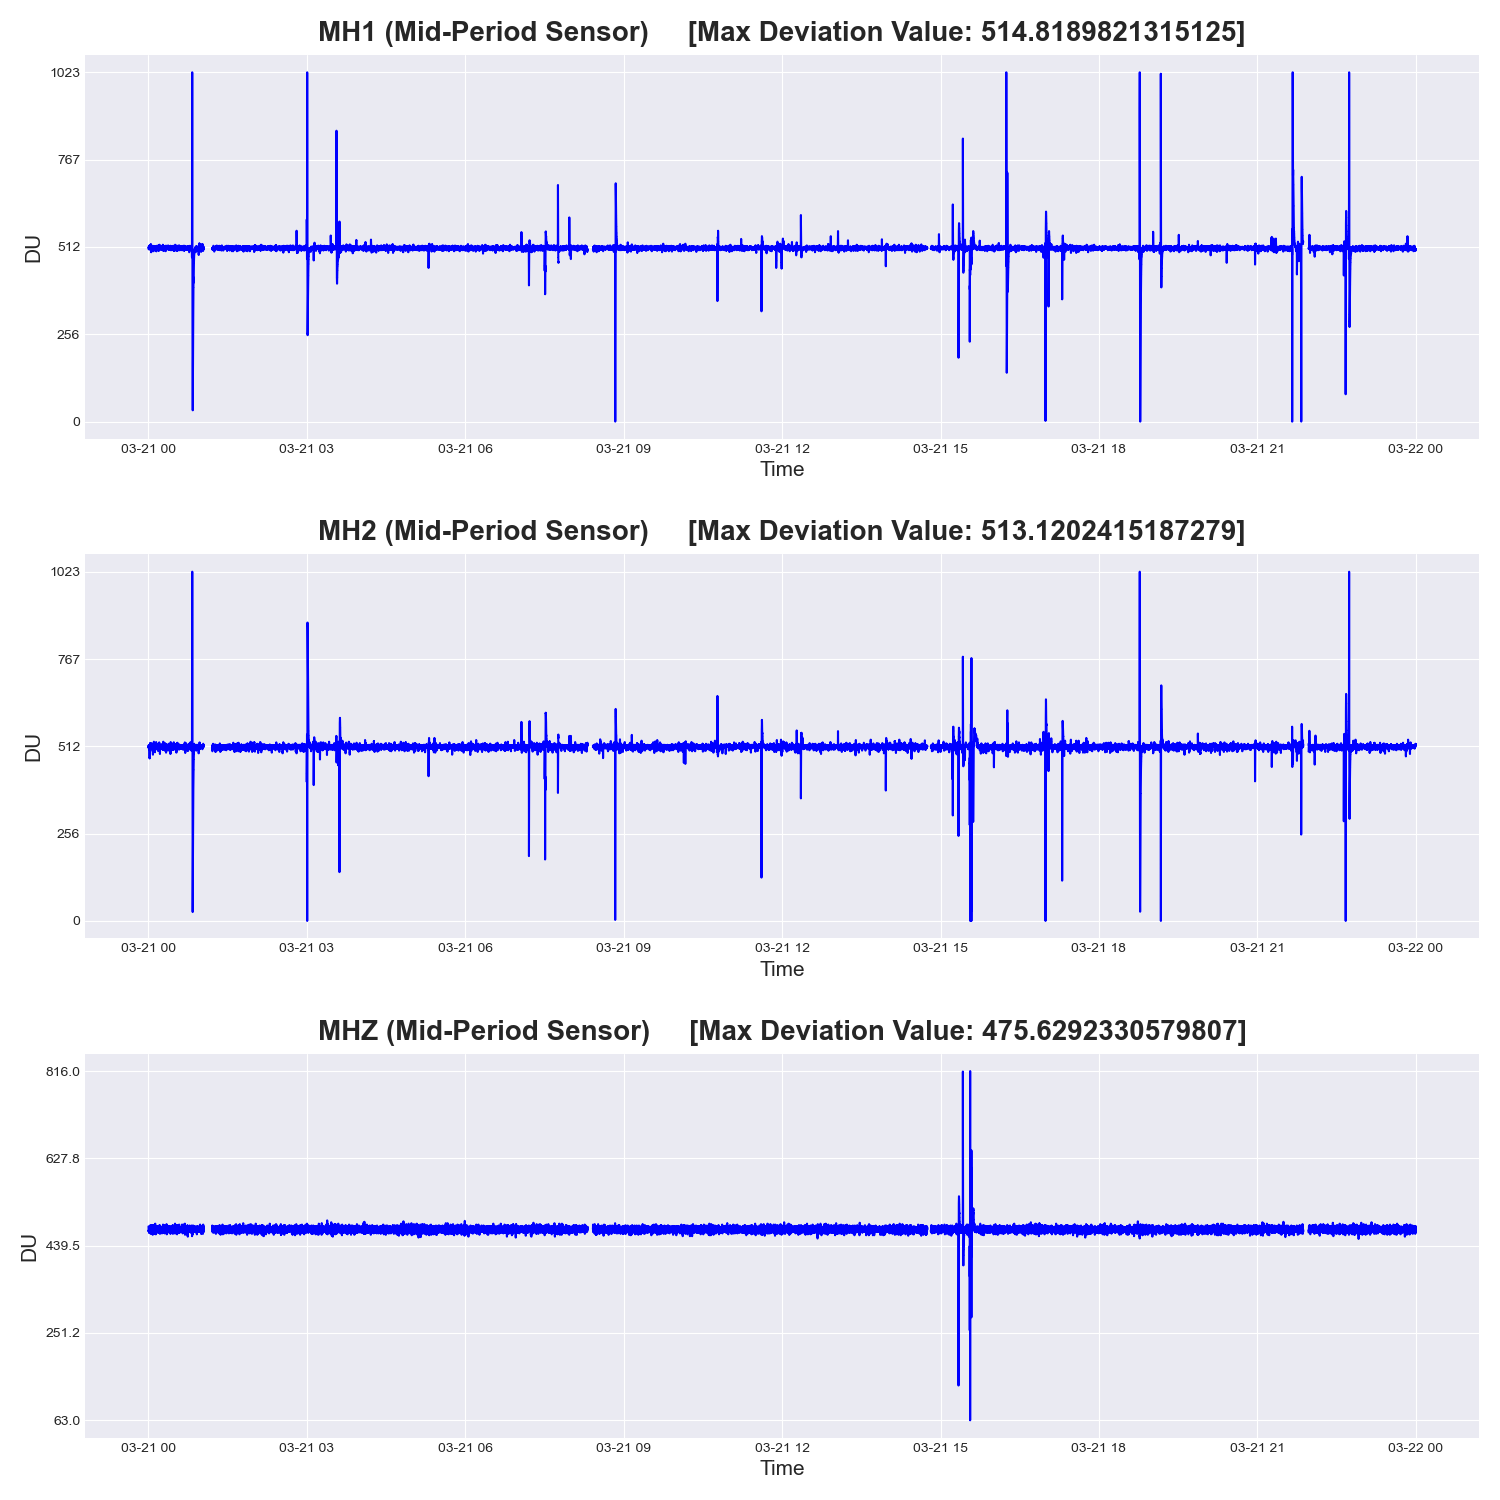 MH1 (Mid-Period Sensor) [Max Deviation Value: 514.8189821315125]
1023
767
512
256
0
DU
03-21 00 03-21 03 03-21 06 03-21 09 03-21 12 03-21 15 03-21 18 03-21 21 03-22 00
Time
MH2 (Mid-Period Sensor) [Max Deviation Value: 513.1202415187279]
1023
767
512
256
0
DU
03-21 00 03-21 03 03-21 06 03-21 09 03-21 12 03-21 15 03-21 18 03-21 21 03-22 00
Time
MHZ (Mid-Period Sensor) [Max Deviation Value: 475.6292330579807]
816.0
627.8
439.5
251.2
63.0
DU
03-21 00 03-21 03 03-21 06 03-21 09 03-21 12 03-21 15 03-21 18 03-21 21 03-22 00
Time